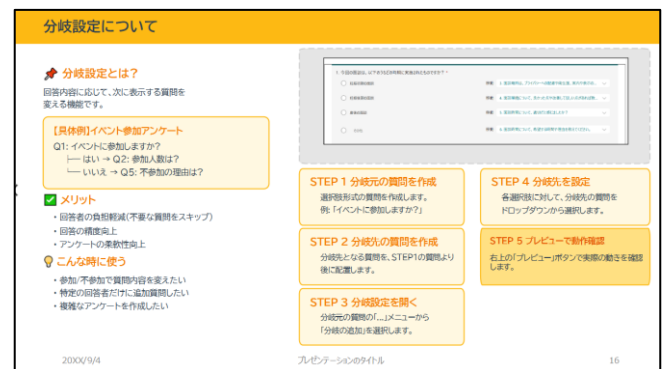 分岐設定について
分岐設定とは?
回答内容に応じて、次に表示する質問を
変える機能です。
【具体例】イベント参加アンケート
Q1: イベントに参加しますか?
├─ はい → Q2: 参加人数は?
└─ いいえ → Q5: 不参加の理由は?
メリット
・回答者の負担軽減(不要な質問をスキップ)
・回答の精度向上
・アンケートの柔軟性向上
こんな時に使う
・参加/不参加で質問内容を変えたい
・特定の回答者だけに追加質問したい
・複雑なアンケートを作成したい
STEP 1 分岐元の質問を作成
選択肢形式の質問を作成します。
例:「イベントに参加しますか?」
STEP 2 分岐先の質問を作成
分岐先となる質問を、STEP1の質問より
後に配置します。
STEP 3 分岐設定を開く
分岐元の質問の「...」メニューから
「分岐の追加」を選択します。
STEP 4 分岐先を設定
各選択肢に対して、分岐先の質問を
ドロップダウンから選択します。
STEP 5 プレビューで動作確認
右上の「プレビュー」ボタンで実際の動きを確認
します。
20XX/9/4
プレゼンテーションのタイトル
16